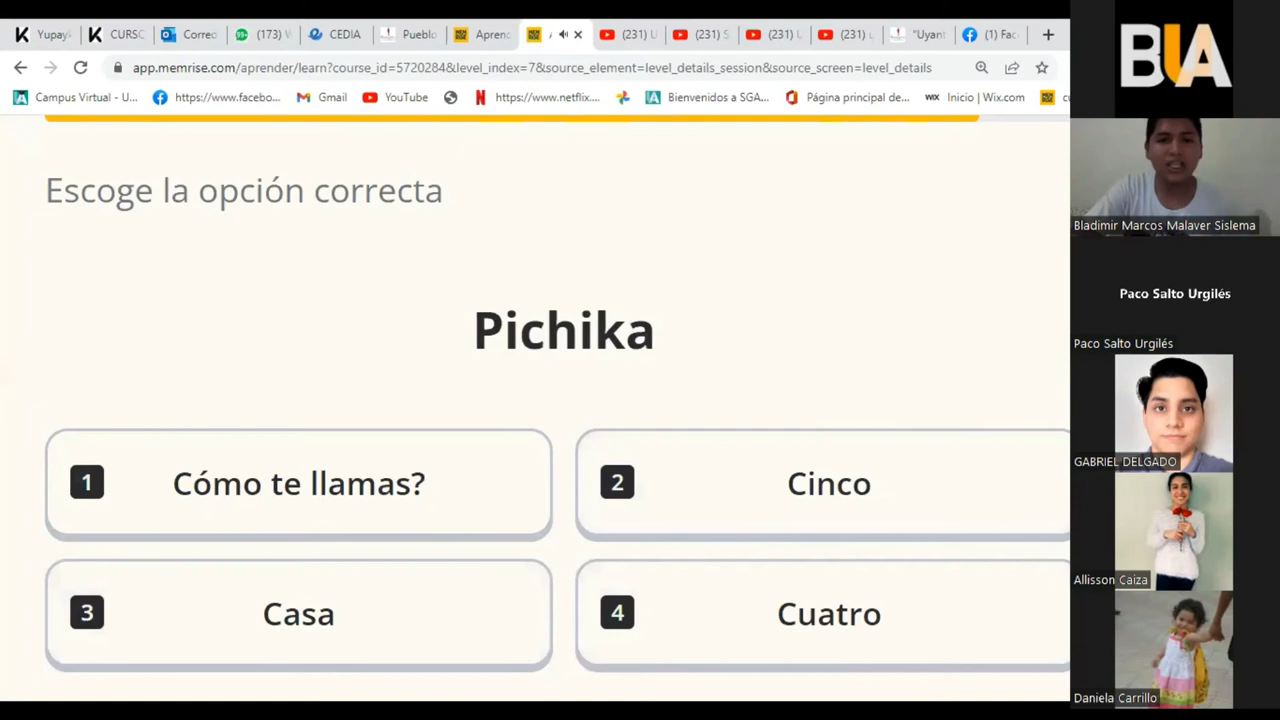 Yupay
CURSC
Correo
(173) W
CEDIA
Pueblo
Aprenc
(231) U
(231) S
(231) L
(231) ι
"Uyant
(1) Fac
app.memrise.com/aprender/learn?course_id=5720284&level_index=7&source_element=level_details_session&source_screen=level_details
Campus Virtual - U...
https://www.facebo...
Gmail
YouTube
https://www.netflix....
Bienvenidos a SGA...
Página principal de...
WIX
Inicio | Wix.com
BUA
Escoge la opción correcta
Bladimir Marcos Malaver Sislema
Pichika
Paco Salto Urgilés
Paco Salto Urgilés
1 Cómo te llamas?
2 Cinco
GABRIEL DELGADO
3 Casa
4 Cuatro
Allisson Caiza
Daniela Carrillo